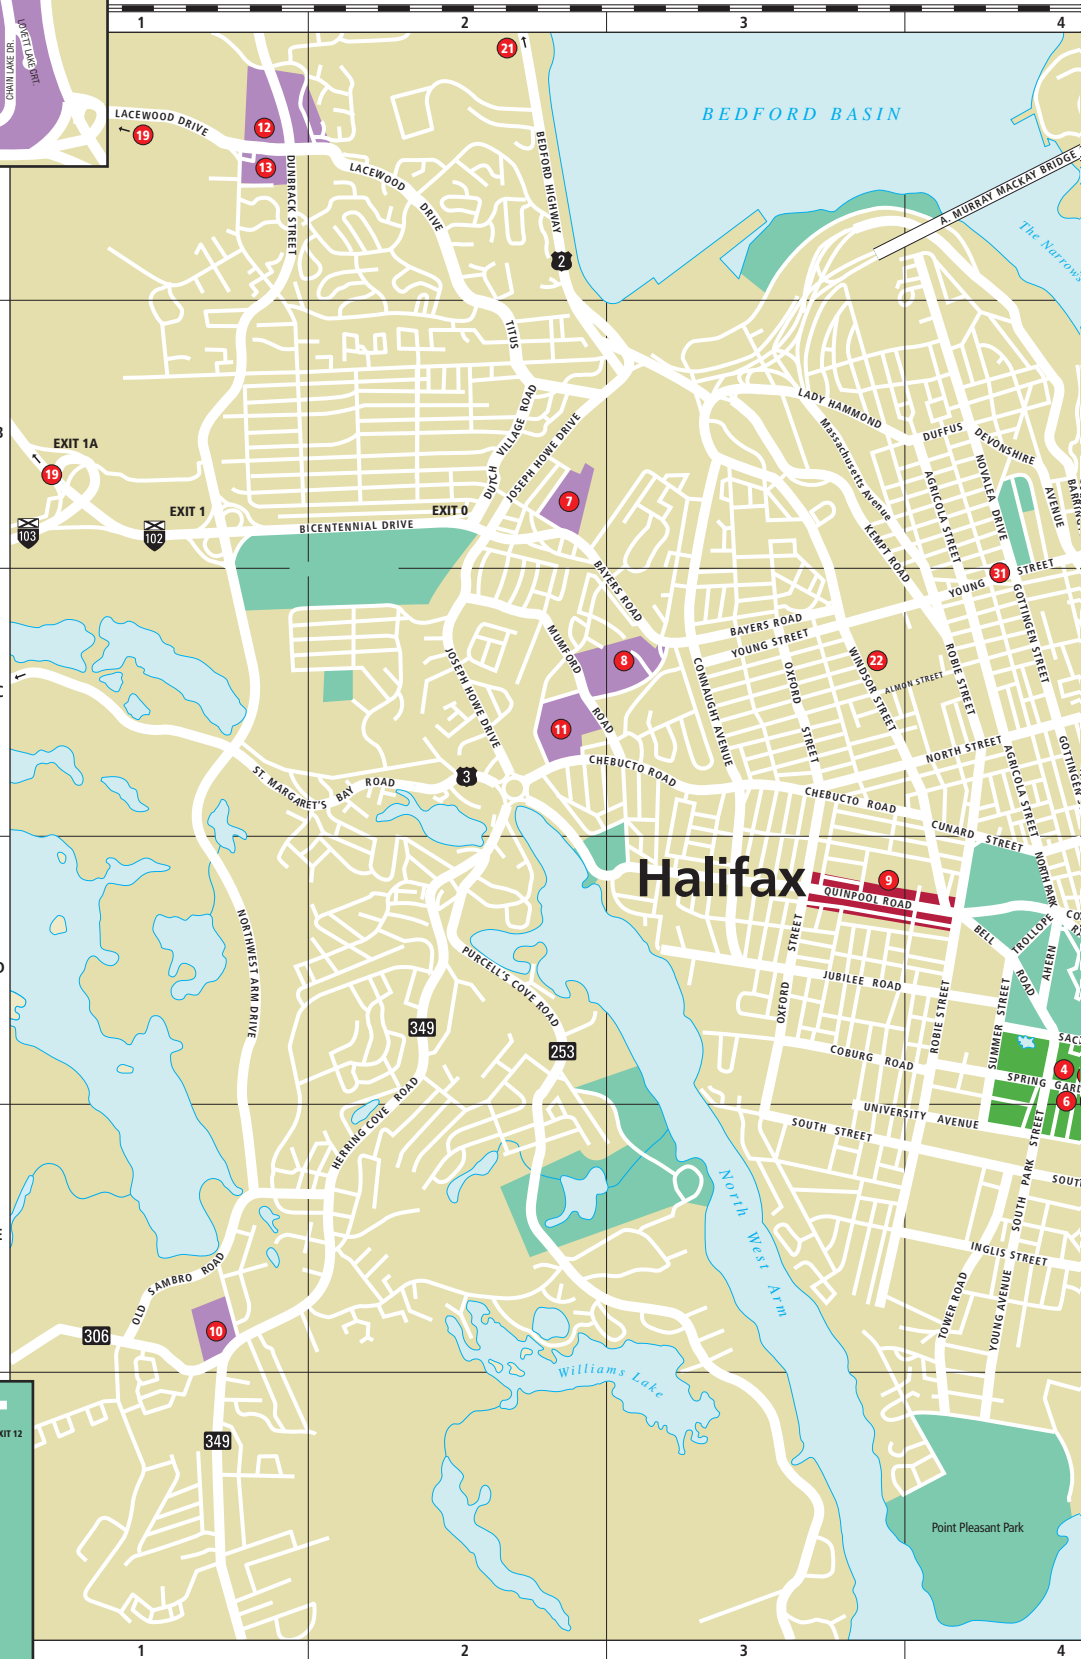 1
2
3
4
LOVETT LAKE CRT.
CHAIN LAKE DR.
21
LACEWOOD DRIVE
19
12
13
DUNBRACK STREET
LACEWOOD
DRIVE
BEDFORD HIGHWAY
BEDFORD BASIN
A. MURRAY MACKAY BRIDGE
The Narrows
2
TITUS
DUTCH VILLAGE ROAD
JOSEPH HOWE DRIVE
LADY HAMMOND
DUFFUS
DEVONSHIRE
AVENUE
Massachusetts Avenue
AGRICOLA STREET
NOVALEA DRIVE
KEMPT ROAD
EXIT 1A
19
EXIT 1
EXIT 0
103
102
BICENTENNIAL DRIVE
7
31
YOUNG
STREET
BAYERS ROAD
BAYERS ROAD
YOUNG STREET
GOTTINGEN STREET
MUMFORD
ROAD
8
22
ALMON STREET
WINDSOR STREET
ROBIE STREET
CONNAUGHT AVENUE
OXFORD
STREET
JOSEPH HOWE DRIVE
11
NORTH STREET
AGRICOLA STREET
CHEBUCTO ROAD
CHEBUCTO ROAD
ST. MARGARET'S BAY ROAD
3
CUNARD STREET
NORTH PARK
Halifax
9
QUINPOOL ROAD
BELL
ROAD
TROLLOPE
AHERN
NORTHWEST ARM DRIVE
PURCELL'S COVE ROAD
OXFORD
STREET
JUBILEE ROAD
ROBIE STREET
SUMMER STREET
349
253
COBURG ROAD
4
6
HERRING COVE ROAD
UNIVERSITY AVENUE
SOUTH STREET
SOUTH PARK STREET
North West Arm
INGLIS STREET
OLD SAMBRO ROAD
TOWER ROAD
YOUNG AVENUE
306
10
Williams Lake
349
Point Pleasant Park
1
2
3
4